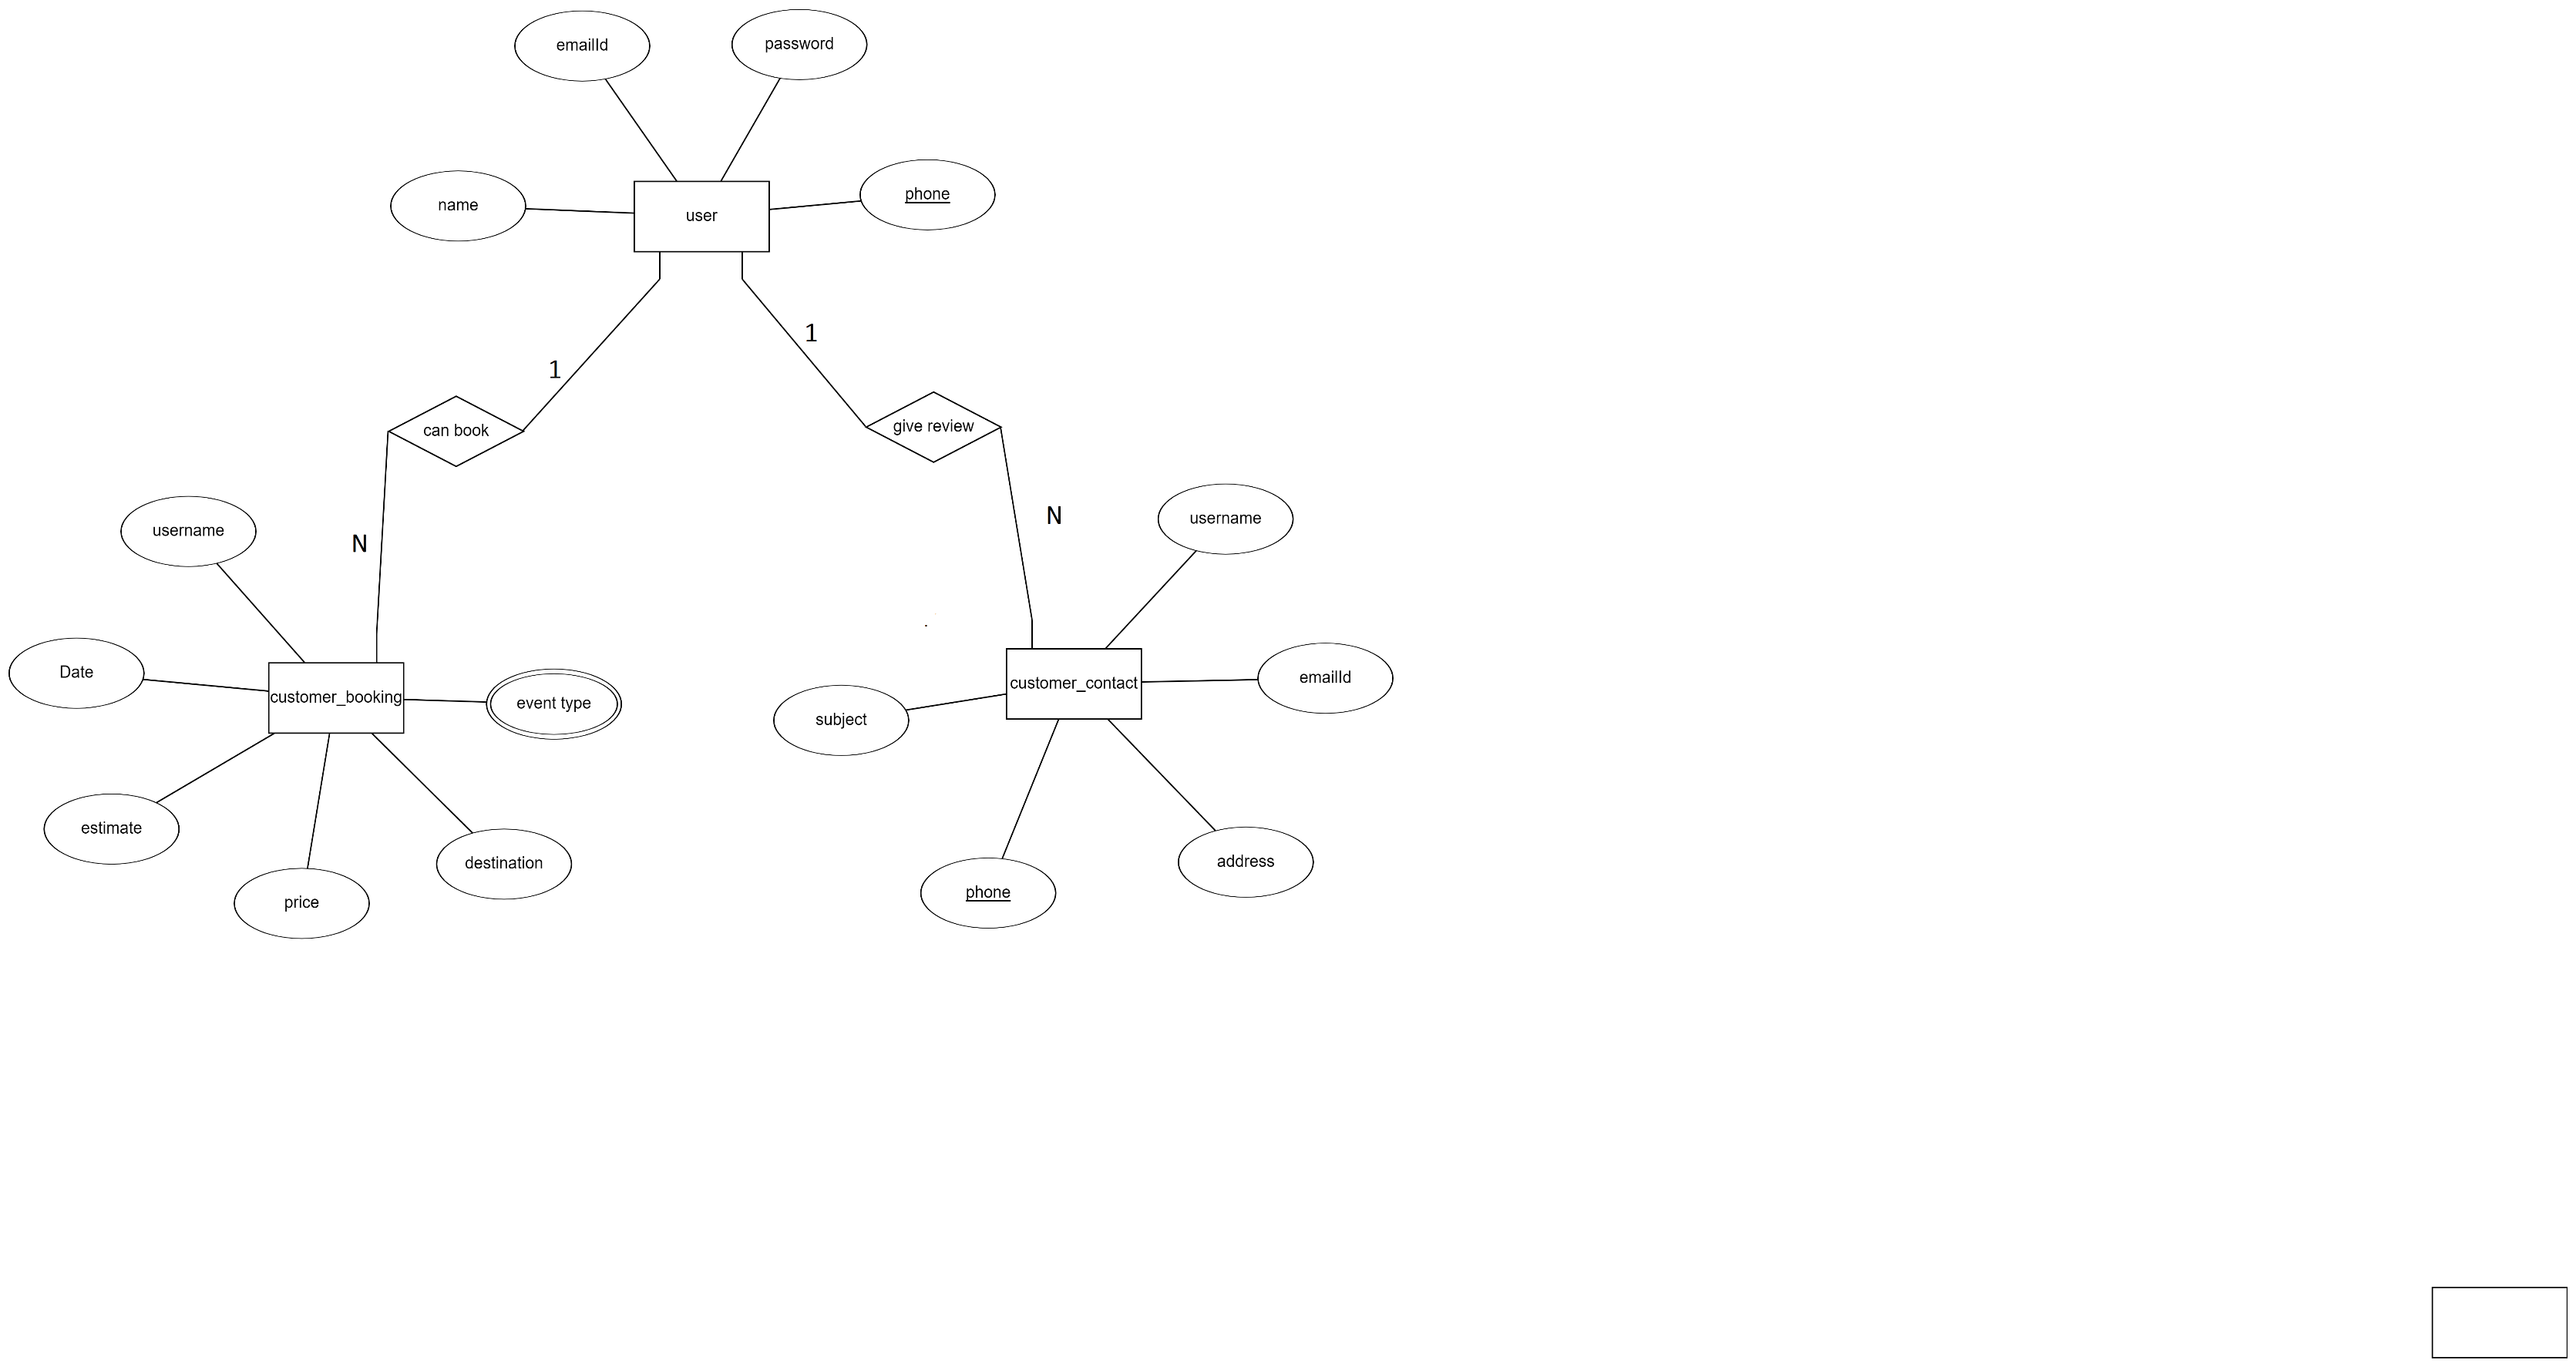 emailId
password
name
user
phone
1
1
can book
give review
username
N
N
username
Date
customer_booking
event type
subject
customer_contact
emailId
estimate
price
destination
phone
address